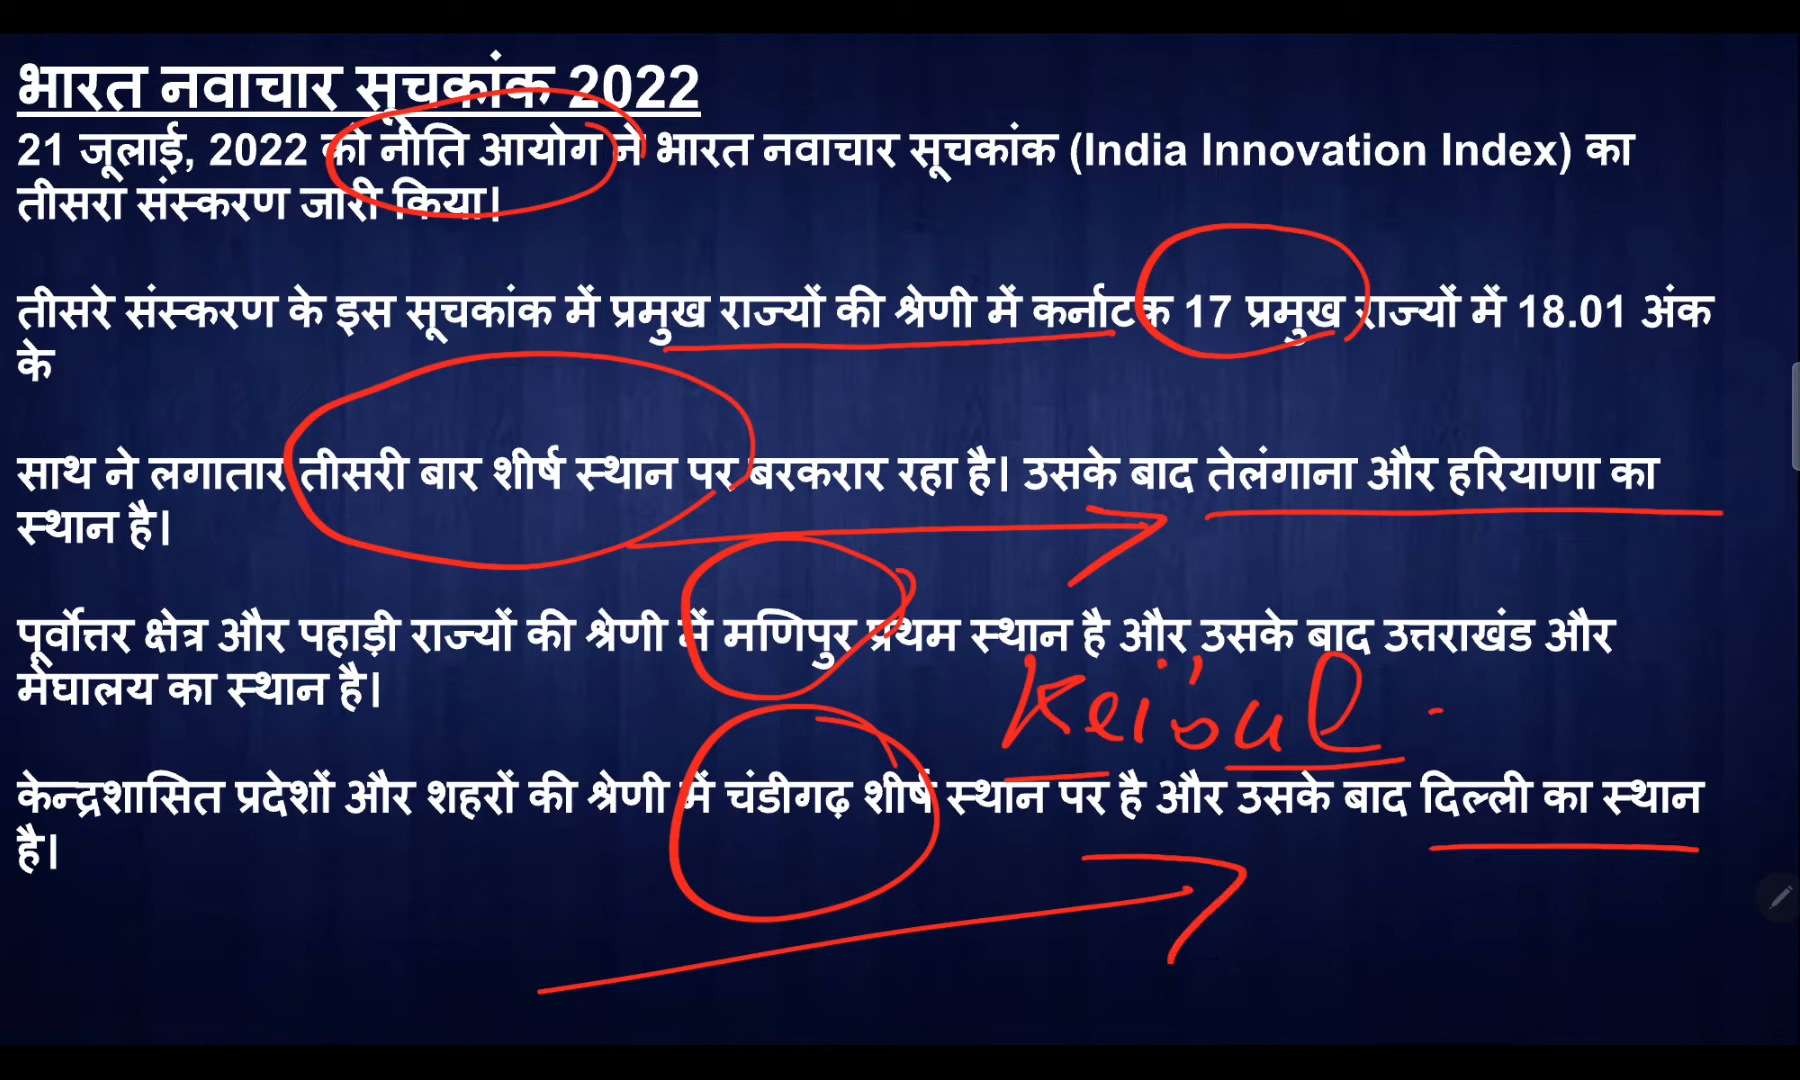 भारत नवाचार सूचकांक 2022
21 जूलाई, 2022 को नीति आयोग ने भारत नवाचार सूचकांक (India Innovation Index) का
तीसरा संस्करण जारी किया।
तीसरे संस्करण के इस सूचकांक में प्रमुख राज्यों की श्रेणी में कर्नाटक 17 प्रमुख राज्यों में 18.01 अंक
के
साथ ने लगातार तीसरी बार शीर्ष स्थान पर बरकरार रहा है। उसके बाद तेलंगाना और हरियाणा का
स्थान है।
पूर्वोत्तर क्षेत्र और पहाड़ी राज्यों की श्रेणी में मणिपुर प्रथम स्थान है और उसके बाद उत्तराखंड और
मेघालय का स्थान है।
Keibul
केन्द्रशासित प्रदेशों और शहरों की श्रेणी में चंडीगढ़ शीर्ष स्थान पर है और उसके बाद दिल्ली का स्थान
है।